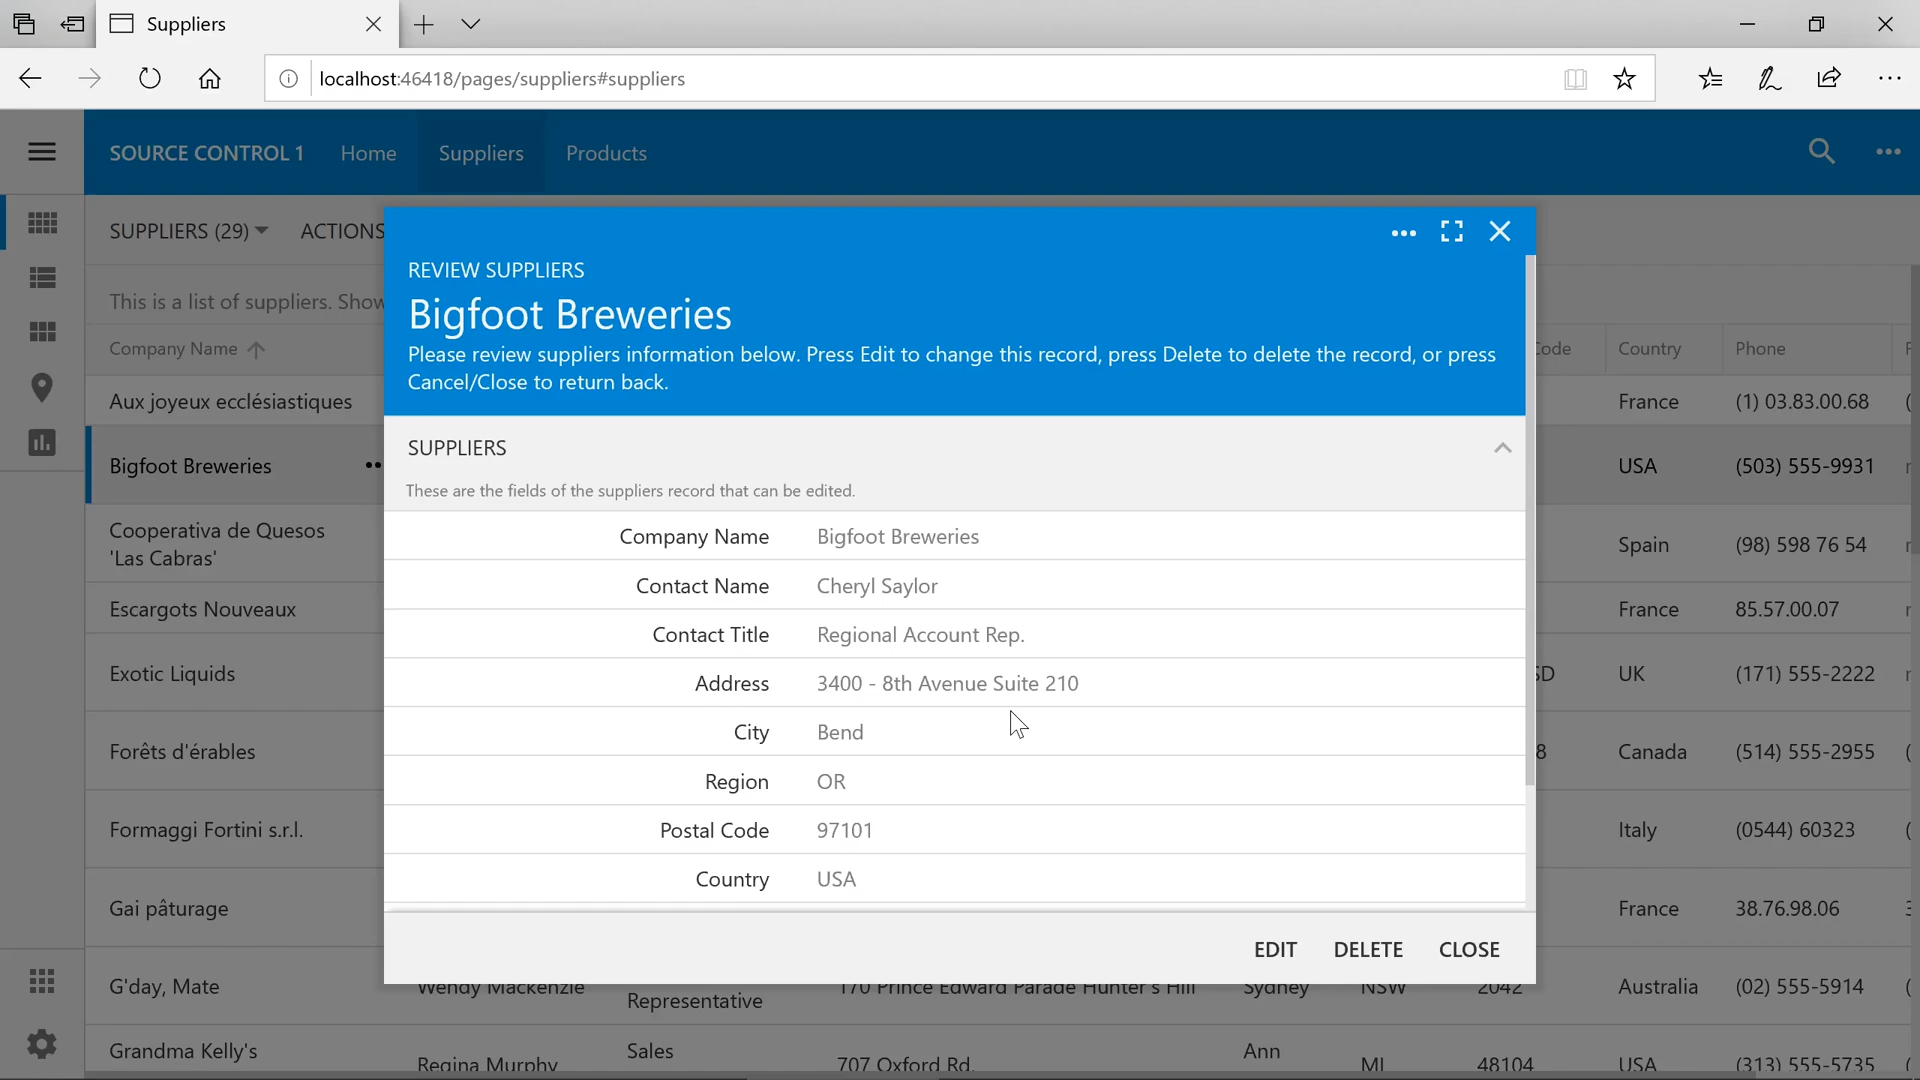 Suppliers
localhost:46418/pages/suppliers#suppliers
SOURCE CONTROL 1 Home Suppliers Products
SUPPLIERS (29) ACTIONS
This is a list of suppliers. Show
Company Name
Country Phone
Aux joyeux ecclésiastiques
France (1) 03.83.00.68
Bigfoot Breweries
USA (503) 555-9931
Cooperativa de Quesos
'Las Cabras'
Spain (98) 598 76 54
Escargots Nouveaux
France 85.57.00.07
Exotic Liquids
UK (171) 555-2222
Forêts d'érables
Canada (514) 555-2955
Formaggi Fortini s.r.l.
Italy (0544) 60323
Gai pâturage
France 38.76.98.06
G'day, Mate Wendy Mackenzie
Representative
170 Prince Edward Parade Hunter's Hill Sydney NSW 2042 Australia (02) 555-5914
Grandma Kelly's
Regina Murphy
Sales
707 Oxford Rd.
Ann
MI 48104 USA (313) 555-5735
REVIEW SUPPLIERS
Bigfoot Breweries
Please review suppliers information below. Press Edit to change this record, press Delete to delete the record, or press
Cancel/Close to return back.
SUPPLIERS
These are the fields of the suppliers record that can be edited.
Company Name Bigfoot Breweries
Contact Name Cheryl Saylor
Contact Title Regional Account Rep.
Address 3400 - 8th Avenue Suite 210
City Bend
Region OR
Postal Code 97101
Country USA
EDIT DELETE CLOSE